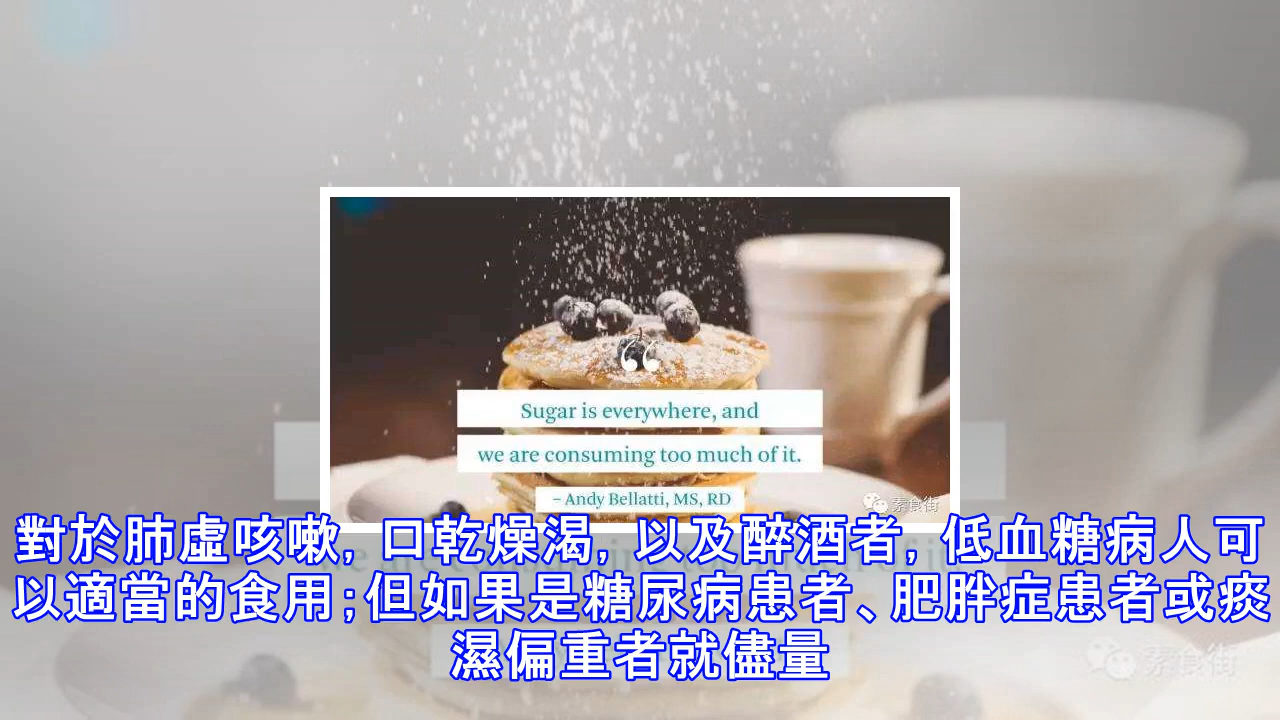 “
Sugar is everywhere, and
we are consuming too much of it.
– Andy Bellatti, MS, RD
素食街
對於肺虛咳嗽, 口乾燥渴, 以及醉酒者, 低血糖病人可
以適當的食用;但如果是糖尿病患者、肥胖症患者或痰
濕偏重者就儘量
素食街